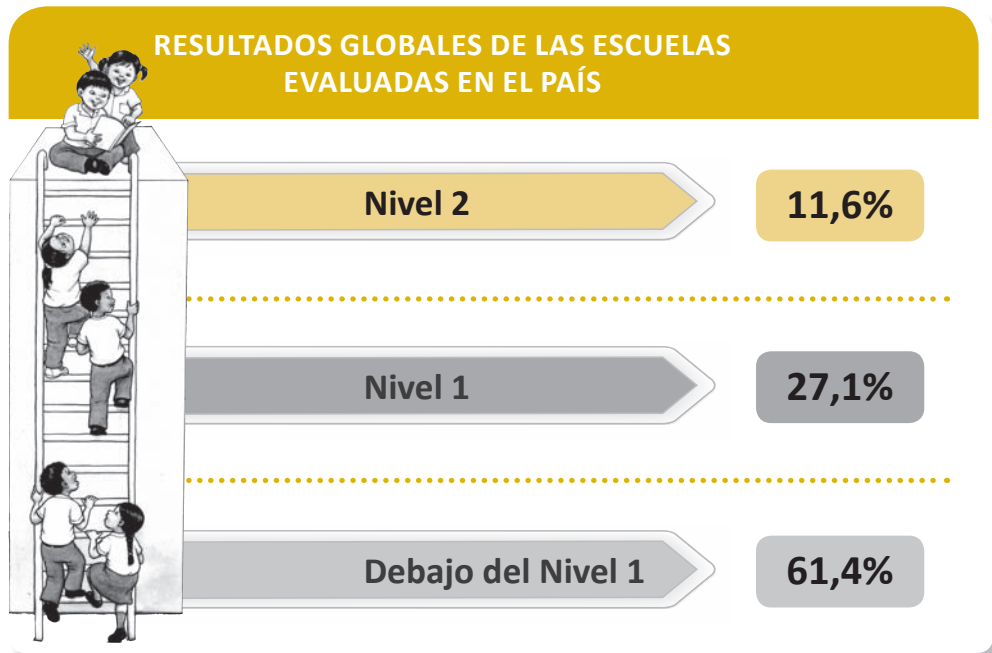 RESULTADOS GLOBALES DE LAS ESCUELAS
EVALUADAS EN EL PAÍS
Nivel 2
11,6%
Nivel 1
27,1%
Debajo del Nivel 1
61,4%